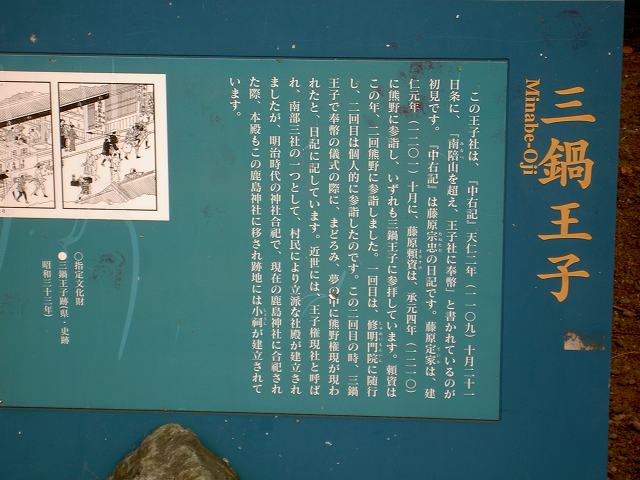 三鍋王子
Minabe-Oji
この王子社は、『中右記』天仁二年（一一〇九）十月二十一
日条に、「南陪山を超え、王子社に奉幣」と書かれているのが
初見です。『中右記』は藤原宗忠の日記です。藤原定家は、建
仁元年（一二〇一）十月に、藤原頼資は、承元四年（一二一〇）
に熊野に参詣し、いずれも三鍋王子に参拝しています。頼資は
この年、二回熊野に参詣しました。一回目は、修明門院に随行
し、二回目は個人的に参詣したのです。この二回目の時、三鍋
王子で奉幣の儀式の際に、まどろみ、夢の中に熊野権現が現わ
れたと、日記に記しています。近世には、王子権現社と呼ば
れ、南部三社の一つとして、村民により立派な社殿が建立され
ましたが、明治時代の神社合祀で、現在の鹿島神社に合祀され
た際、本殿もこの鹿島神社に移され跡地には小祠が建立されて
います。
○指定文化財
●三鍋王子跡（県・史跡
昭和三十三年）